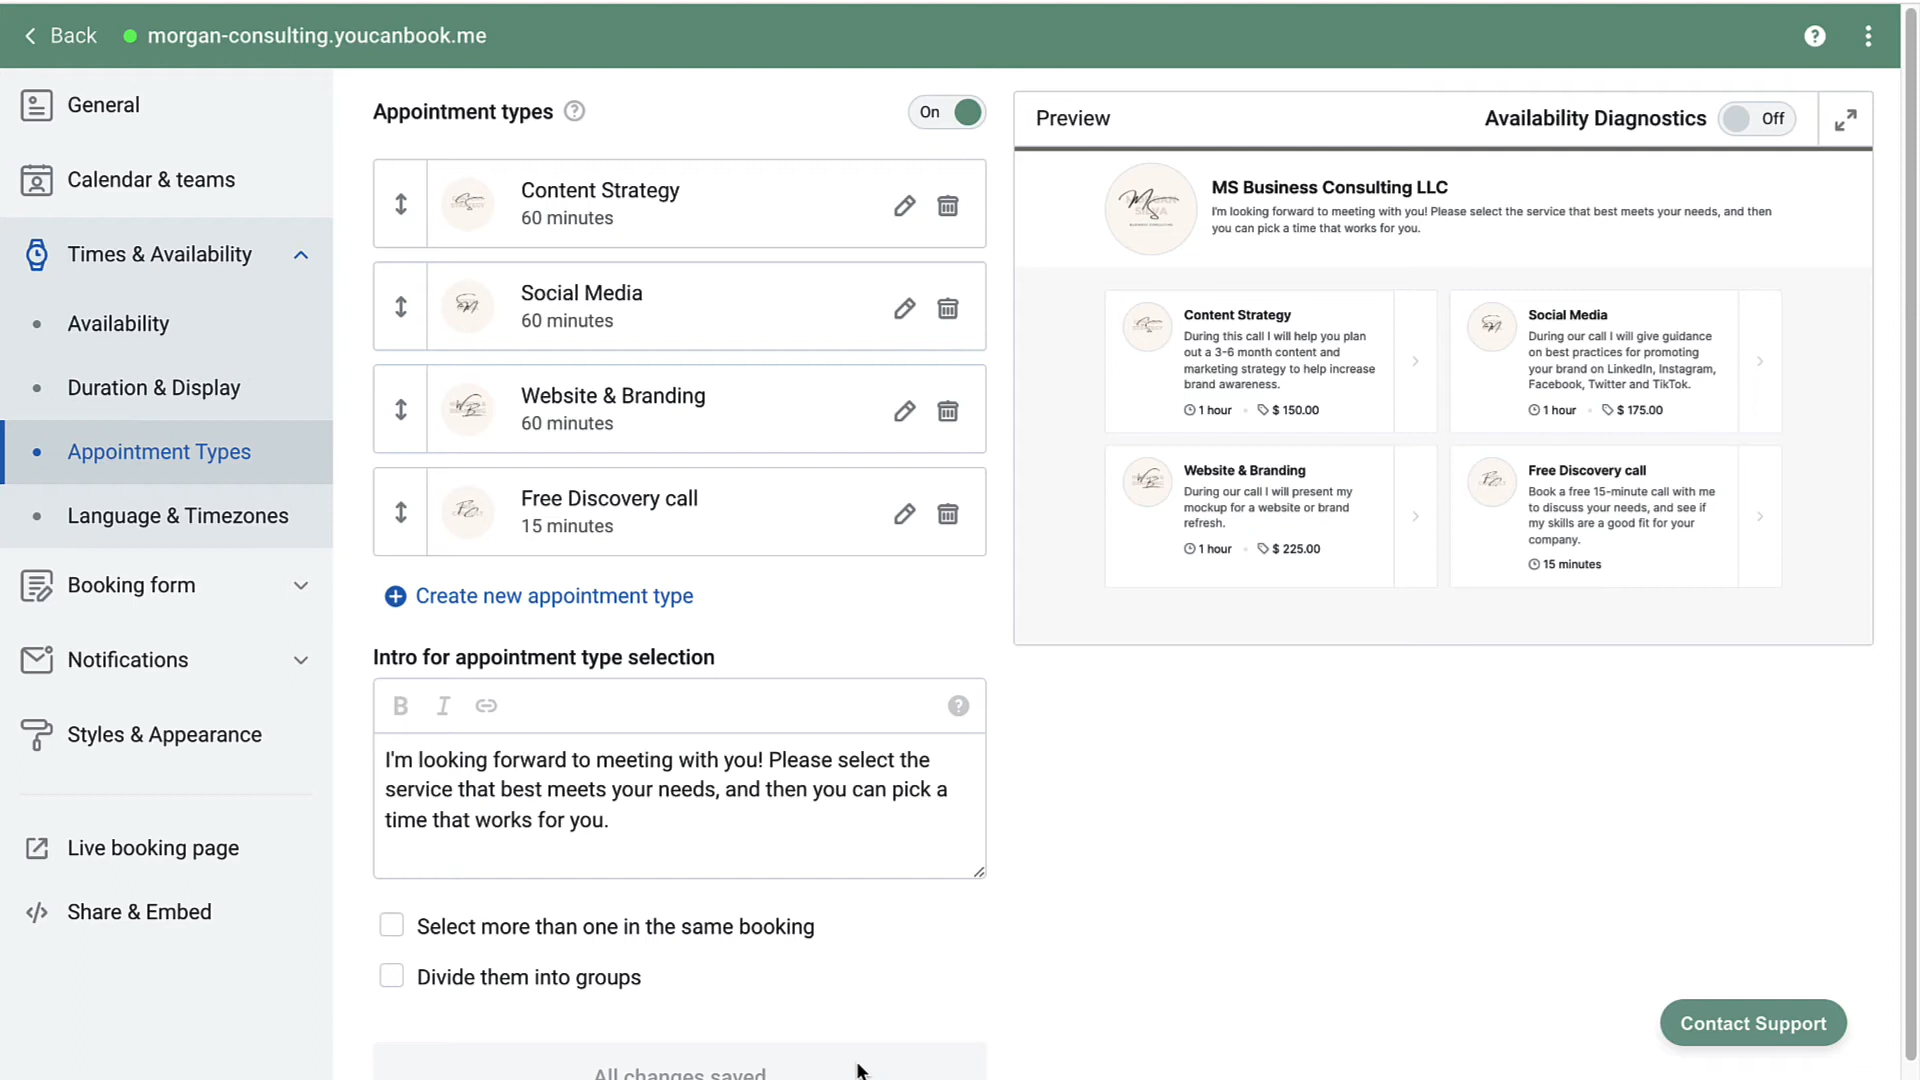 Back
morgan-consulting.youcanbook.me
General
Calendar & teams
Times & Availability
Availability
Duration & Display
Appointment Types
Language & Timezones
Booking form
Notifications
Styles & Appearance
Live booking page
Share & Embed
Appointment types
On
Content Strategy
60 minutes
Social Media
60 minutes
Website & Branding
60 minutes
Free Discovery call
15 minutes
Create new appointment type
Intro for appointment type selection
B I
I'm looking forward to meeting with you! Please select the
service that best meets your needs, and then you can pick a
time that works for you.
Select more than one in the same booking
Divide them into groups
All changes saved
Preview
Availability Diagnostics
Off
MS Business Consulting LLC
I'm looking forward to meeting with you! Please select the service that best meets your needs, and then
you can pick a time that works for you.
Content Strategy
During this call I will help you plan
out a 3-6 month content and
marketing strategy to help increase
brand awareness.
1 hour
$ 150.00
Social Media
During our call I will give guidance
on best practices for promoting
your brand on LinkedIn, Instagram,
Facebook, Twitter and TikTok.
1 hour
$ 175.00
Website & Branding
During our call I will present my
mockup for a website or brand
refresh.
1 hour
$ 225.00
Free Discovery call
Book a free 15-minute call with me
to discuss your needs, and see if
my skills are a good fit for your
company.
15 minutes
Contact Support